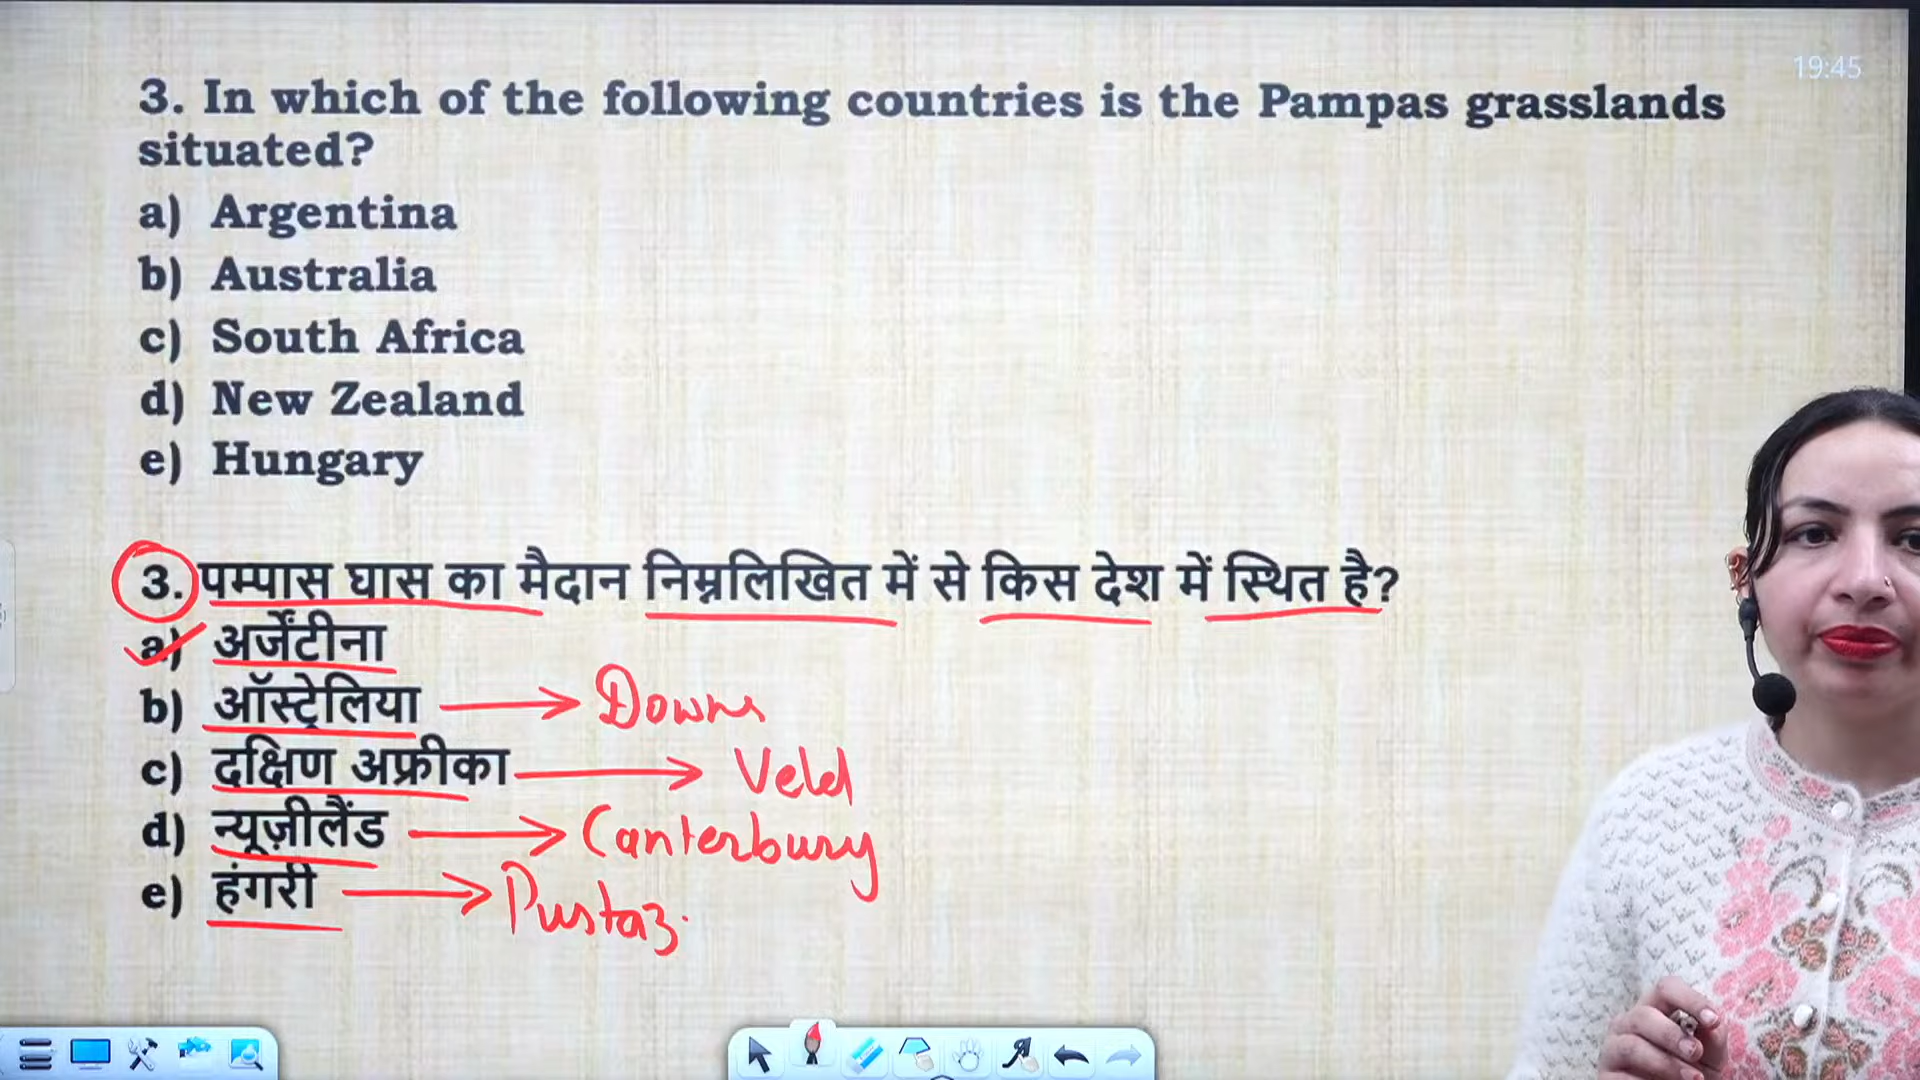 19:45
3. In which of the following countries is the Pampas grasslands
situated?
a) Argentina
b) Australia
c) South Africa
d) New Zealand
e) Hungary
3. पम्पास घास का मैदान निम्नलिखित में से किस देश में स्थित है?
a) अर्जेंटीना
b) ऑस्ट्रेलिया → Downs
c) दक्षिण अफ्रीका → Veld
d) न्यूज़ीलैंड → Canterbury
e) हंगरी → Pustaz